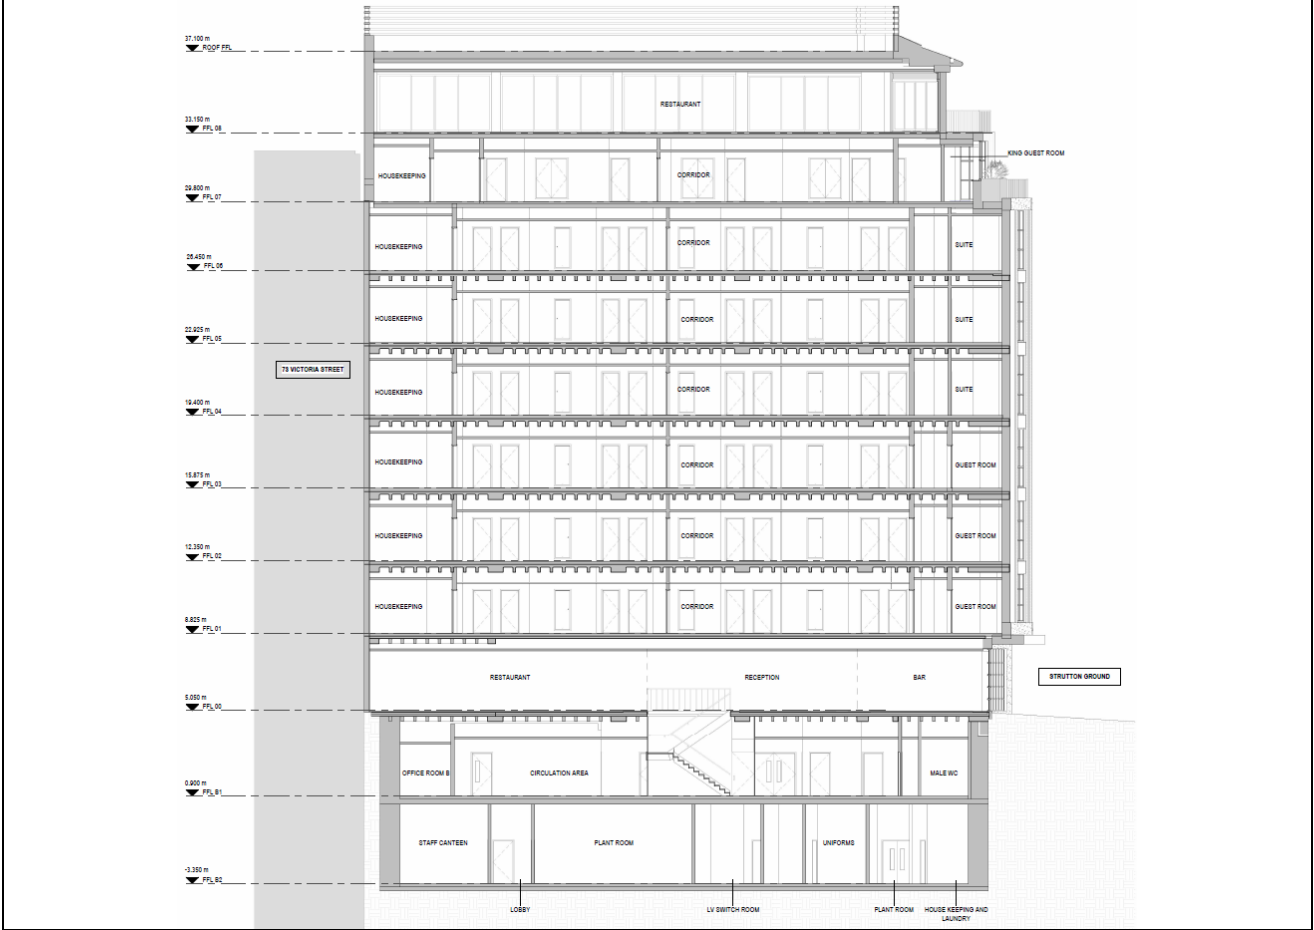 37.100 m
ROOF FFL
RESTAURANT
33.150 m
FFL 08
KING GUEST ROOM
HOUSEKEEPING
CORRIDOR
29.800 m
FFL 07
HOUSEKEEPING
CORRIDOR
SUITE
26.450 m
FFL 06
HOUSEKEEPING
CORRIDOR
SUITE
22.925 m
FFL 05
73 VICTORIA STREET
HOUSEKEEPING
CORRIDOR
SUITE
19.400 m
FFL 04
HOUSEKEEPING
CORRIDOR
GUEST ROOM
15.875 m
FFL 03
HOUSEKEEPING
CORRIDOR
GUEST ROOM
12.350 m
FFL 02
HOUSEKEEPING
CORRIDOR
GUEST ROOM
8.825 m
FFL 01
RESTAURANT
RECEPTION
BAR
STRUTTON GROUND
5.050 m
FFL 00
OFFICE ROOM B
CIRCULATION AREA
MALE WC
0.900 m
FFL B1
STAFF CANTEEN
PLANT ROOM
UNIFORMS
-3.350 m
FFL B2
LOBBY
LV SWITCH ROOM
PLANT ROOM
HOUSE KEEPING AND
LAUNDRY